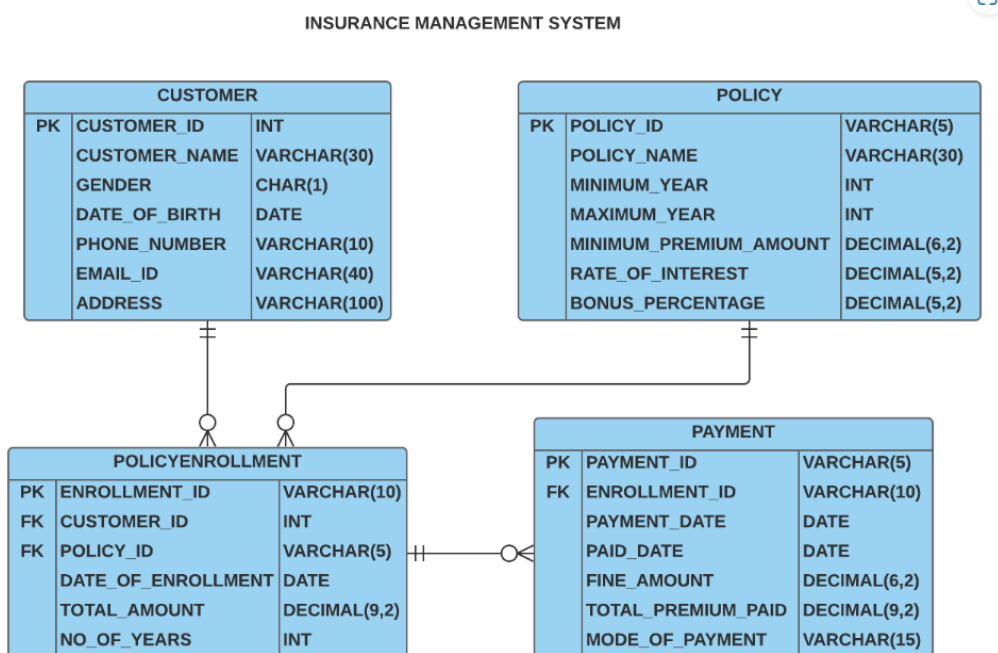 INSURANCE MANAGEMENT SYSTEM
CUSTOMER
PK CUSTOMER_ID INT
CUSTOMER_NAME VARCHAR(30)
GENDER CHAR(1)
DATE_OF_BIRTH DATE
PHONE_NUMBER VARCHAR(10)
EMAIL_ID VARCHAR(40)
ADDRESS VARCHAR(100)
POLICY
PK POLICY_ID VARCHAR(5)
POLICY_NAME VARCHAR(30)
MINIMUM_YEAR INT
MAXIMUM_YEAR INT
MINIMUM_PREMIUM_AMOUNT DECIMAL(6,2)
RATE_OF_INTEREST DECIMAL(5,2)
BONUS_PERCENTAGE DECIMAL(5,2)
POLICYENROLLMENT
PK ENROLLMENT_ID VARCHAR(10)
FK CUSTOMER_ID INT
FK POLICY_ID VARCHAR(5)
DATE_OF_ENROLLMENT DATE
TOTAL_AMOUNT DECIMAL(9,2)
NO_OF_YEARS INT
PAYMENT
PK PAYMENT_ID VARCHAR(5)
FK ENROLLMENT_ID VARCHAR(10)
PAYMENT_DATE DATE
PAID_DATE DATE
FINE_AMOUNT DECIMAL(6,2)
TOTAL_PREMIUM_PAID DECIMAL(9,2)
MODE_OF_PAYMENT VARCHAR(15)